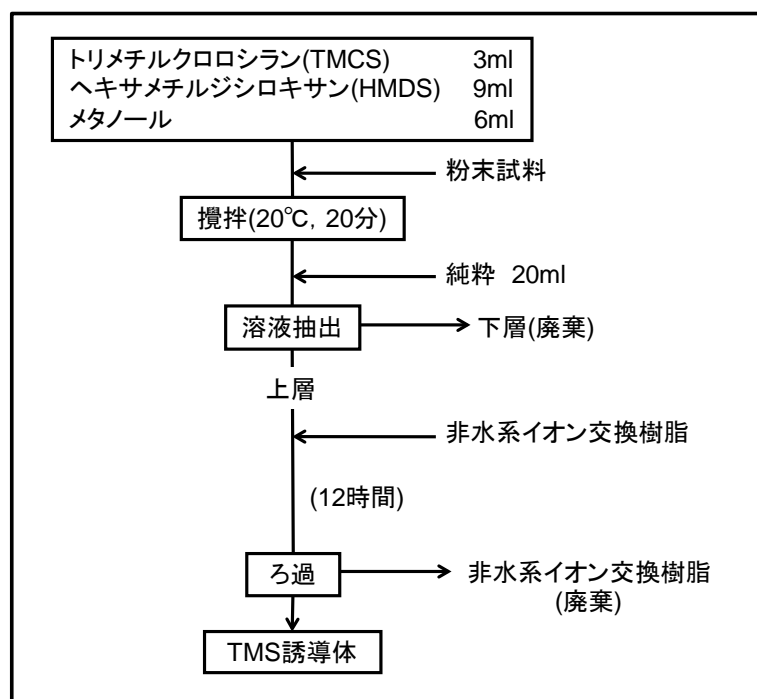 トリメチルクロロシラン(TMCS) 3ml
ヘキサメチルジシロキサン(HMDS) 9ml
メタノール 6ml
粉末試料
攪拌(20℃, 20分)
純粋 20ml
溶液抽出
下層(廃棄)
上層
非水系イオン交換樹脂
(12時間)
ろ過
非水系イオン交換樹脂
(廃棄)
TMS誘導体